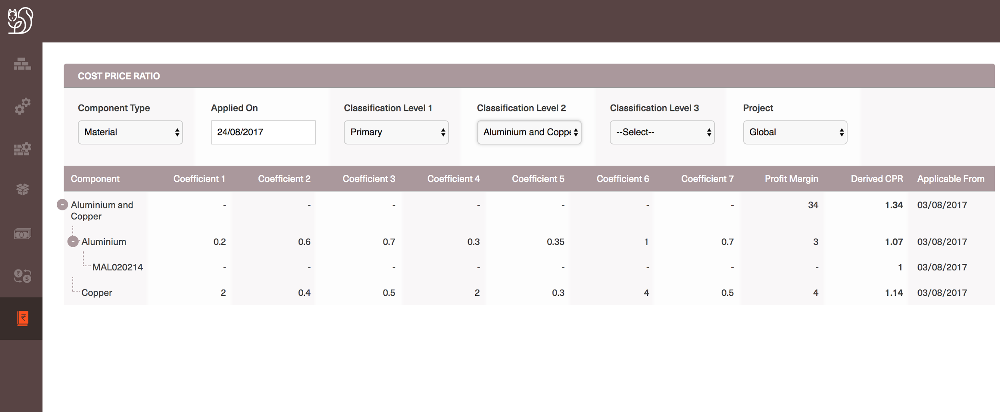 COST PRICE RATIO
Component Type Applied On Classification Level 1 Classification Level 2 Classification Level 3 Project
Material 24/08/2017 Primary Aluminium and Coppe --Select-- Global
Component Coefficient 1 Coefficient 2 Coefficient 3 Coefficient 4 Coefficient 5 Coefficient 6 Coefficient 7 Profit Margin Derived CPR Applicable From
- Aluminium and - - - - - - - 34 1.34 03/08/2017
Copper
- Aluminium 0.2 0.6 0.7 0.3 0.35 1 0.7 3 1.07 03/08/2017
MAL020214 - - - - - - - - 1 03/08/2017
Copper 2 0.4 0.5 2 0.3 4 0.5 4 1.14 03/08/2017
₹
$
₹